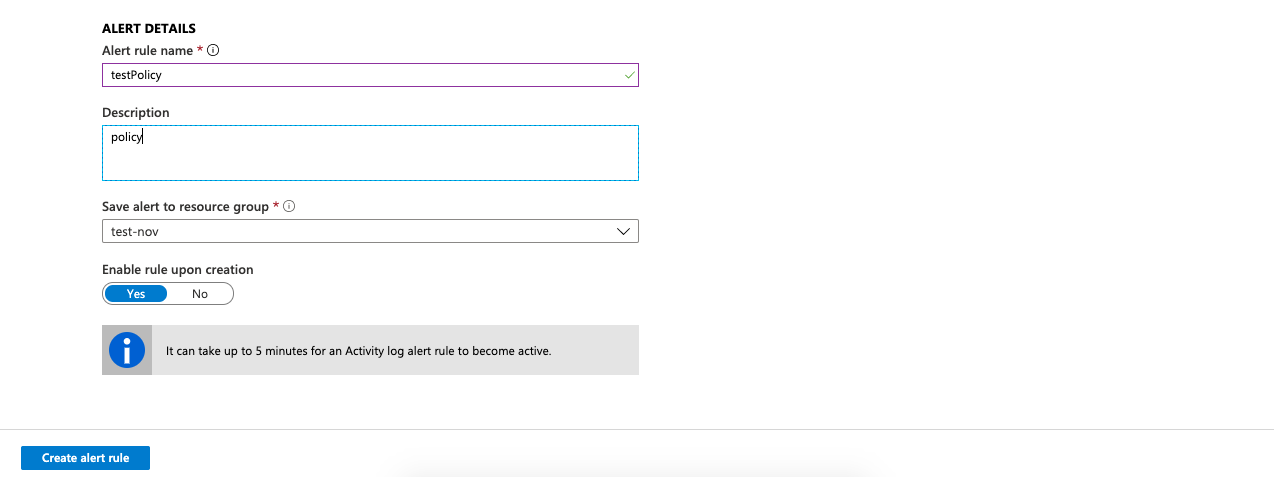 ALERT DETAILS
Alert rule name *
testPolicy
Description
policy
Save alert to resource group *
test-nov
Enable rule upon creation
Yes No
It can take up to 5 minutes for an Activity log alert rule to become active.
Create alert rule